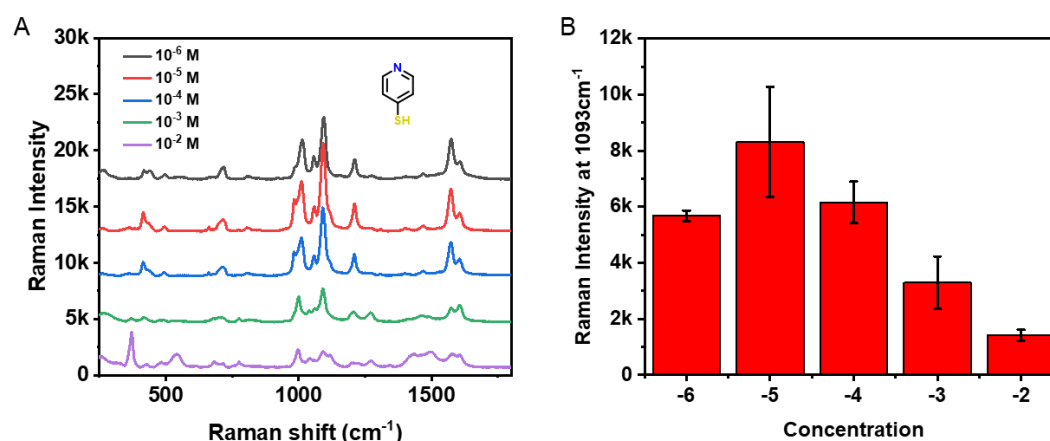 A
30k
25k
20k
15k
10k
5k
0
Raman Intensity
10⁻⁶ M
10⁻⁵ M
10⁻⁴ M
10⁻³ M
10⁻² M
N
SH
500
1000
1500
Raman shift (cm⁻¹)
B
12k
10k
8k
6k
4k
2k
0k
Raman Intensity at 1093cm⁻¹
-6
-5
-4
-3
-2
Concentration